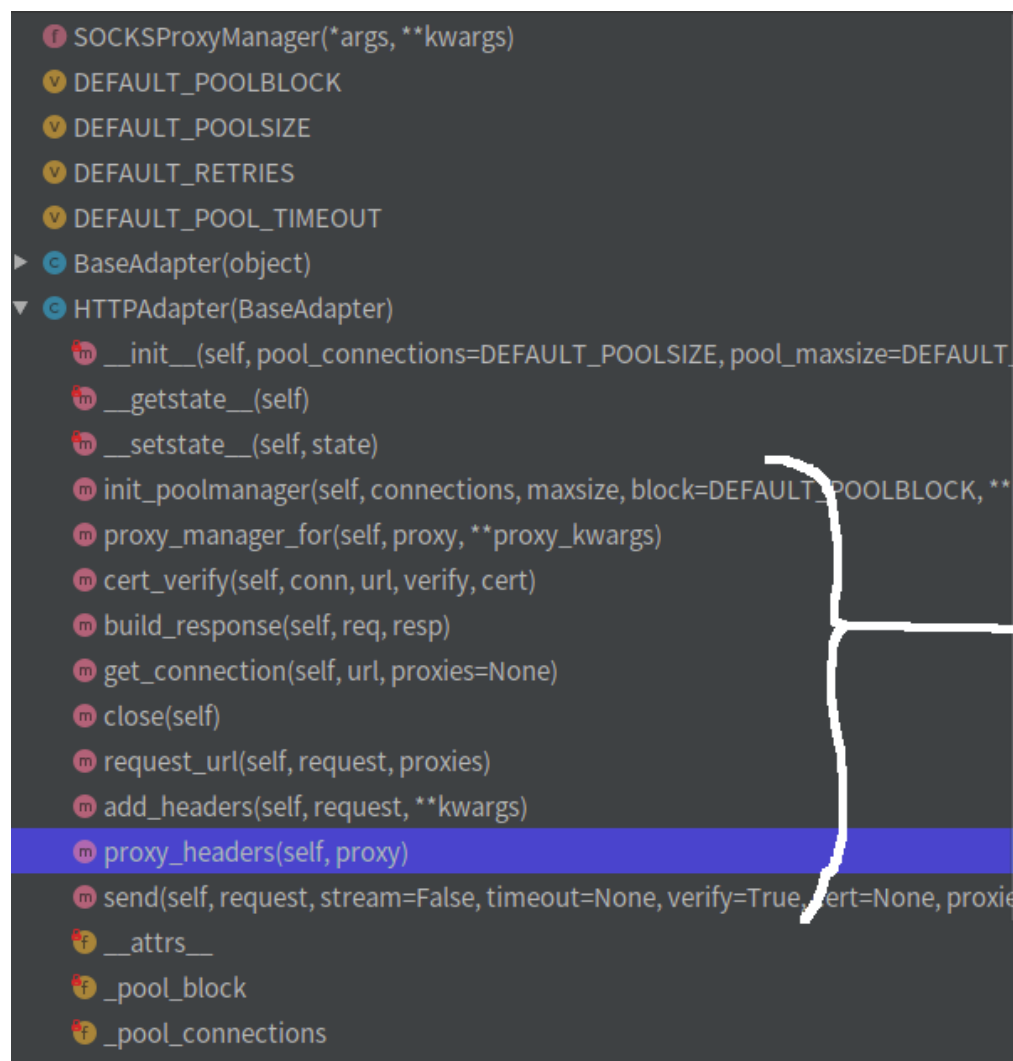 SOCKSProxyManager(*args, **kwargs)
DEFAULT_POOLBLOCK
DEFAULT_POOLSIZE
DEFAULT_RETRIES
DEFAULT_POOL_TIMEOUT
BaseAdapter(object)
HTTPAdapter(BaseAdapter)
__init__(self, pool_connections=DEFAULT_POOLSIZE, pool_maxsize=DEFAULT_
__getstate__(self)
__setstate__(self, state)
init_poolmanager(self, connections, maxsize, block=DEFAULT_POOLBLOCK, **
proxy_manager_for(self, proxy, **proxy_kwargs)
cert_verify(self, conn, url, verify, cert)
build_response(self, req, resp)
get_connection(self, url, proxies=None)
close(self)
request_url(self, request, proxies)
add_headers(self, request, **kwargs)
proxy_headers(self, proxy)
send(self, request, stream=False, timeout=None, verify=True, cert=None, proxie
__attrs__
_pool_block
_pool_connections